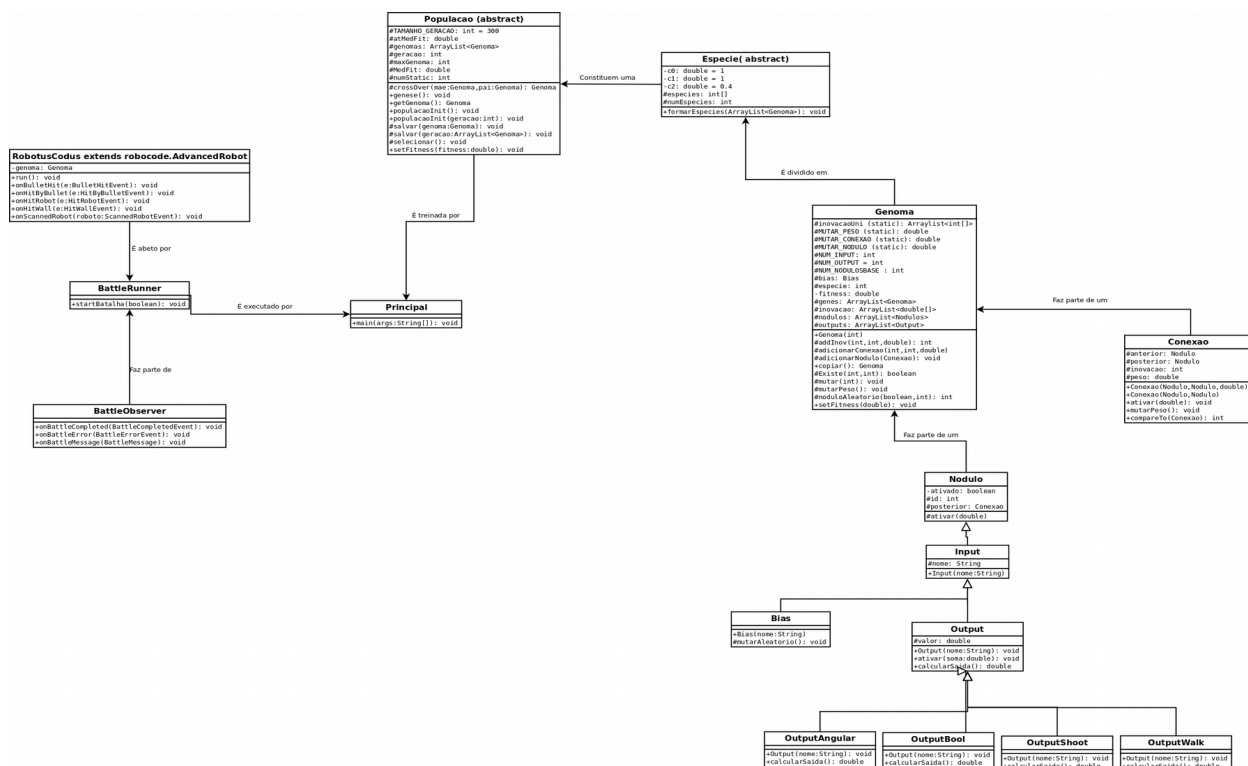 Populacao (abstract)
#TAMANHO_GERACAO: int = 300
#atMedFit: double
#genomas: ArrayList<Genoma>
#geracao: int
#maxGenoma: int
#MedFit: double
#numStatic: int
#crossOver(mae:Genoma,pai:Genoma): Genoma
+genese(): void
+getGenoma(): Genoma
+populacaoInit(): void
+populacaoInit(geracao:int): void
#salvar(genoma:Genoma): void
#salvar(geracao:ArrayList<Genoma>): void
#selecionar(): void
+setFitness(fitness:double): void
Constituem uma
Especie( abstract)
-c0: double = 1
-c1: double = 1
-c2: double = 0.4
#especies: int[]
#numEspecies: int
+formarEspecies(ArrayList<Genoma>): void
RobotusCodus extends robocode.AdvancedRobot
-genoma: Genoma
+run(): void
+onBulletHit(e:BulletHitEvent): void
+onHitByBullet(e:HitByBulletEvent): void
+onHitRobot(e:HitRobotEvent): void
+onHitWall(e:HitWallEvent): void
+onScannedRobot(roboto:ScannedRobotEvent): void
É dividido em
É treinada por
É abeto por
Genoma
#inovacaoUni (static): Arraylist<int[]>
#MUTAR_PESO (static): double
#MUTAR_CONEXAO (static): double
#MUTAR_NODULO (static): double
#NUM_INPUT: int
#NUM_OUTPUT = int
#NUM_NODULOSBASE : int
#bias: Bias
#especie: int
-fitness: double
#genes: ArrayList<Genoma>
#inovacao: ArrayList<double[]>
#nodulos: ArrayList<Nodulos>
#outputs: ArrayList<Output>
+Genoma(int)
#addInov(int,int,double): int
#adicionarConexao(int,int,double)
#adicionarNodulo(Conexao): void
+copiar(): Genoma
#Existe(int,int): boolean
#mutar(int): void
#mutarPeso(): void
#noduloAleatorio(boolean,int): int
+setFitness(double): void
BattleRunner
+startBatalha(boolean): void
É executado por
Principal
+main(args:String[]): void
Faz parte de um
Conexao
#anterior: Nodulo
#posterior: Nodulo
#inovacao: int
#peso: double
+Conexao(Nodulo,Nodulo,double)
+Conexao(Nodulo,Nodulo)
+ativar(double): void
+mutarPeso(): void
+compareTo(Conexao): int
Faz parte de
BattleObserver
+onBattleCompleted(BattleCompletedEvent): void
+onBattleError(BattleErrorEvent): void
+onBattleMessage(BattleMessage): void
Faz parte de um
Nodulo
-ativado: boolean
#id: int
#posterior: Conexao
#ativar(double)
Input
#nome: String
+Input(nome:String)
Bias
+Bias(nome:String)
#mutarAleatorio(): void
Output
#valor: double
+Output(nome:String): void
+ativar(soma:double): void
+calcularSaida(): double
OutputAngular
+Output(nome:String): void
+calcularSaida(): double
OutputBool
+Output(nome:String): void
+calcularSaida(): double
OutputShoot
+Output(nome:String): void
+calcularSaida(): double
OutputWalk
+Output(nome:String): void
+calcularSaida(): double